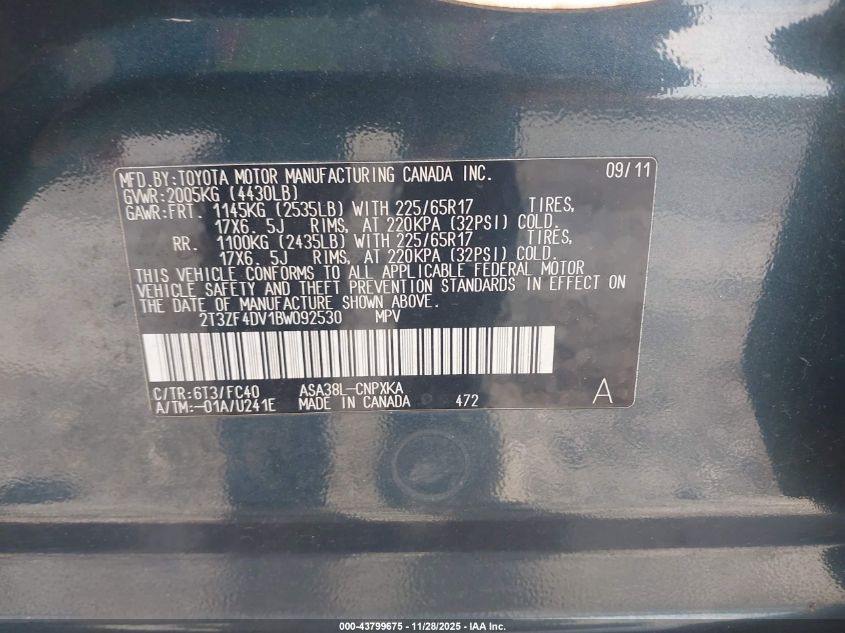 MFD.BY:TOYOTA MOTOR MANUFACTURING CANADA INC. 09/11
GVWR:2005KG (4430LB)
GAWR:FRT. 1145KG (2535LB) WITH 225/65R17 TIRES,
17X6. 5J RIMS, AT 220KPA (32PSI) COLD.
RR. 1100KG (2435LB) WITH 225/65R17 TIRES,
17X6. 5J RIMS, AT 220KPA (32PSI) COLD.
THIS VEHICLE CONFORMS TO ALL APPLICABLE FEDERAL MOTOR
VEHICLE SAFETY AND THEFT PREVENTION STANDARDS IN EFFECT ON
THE DATE OF MANUFACTURE SHOWN ABOVE.
2T3ZF4DV1BW092530 MPV
C/TR:6T3/FC40 ASA38L-CNPXKA
A/TM:-01A/U241E MADE IN CANADA 472 A
000-43799675 - 11/28/2025 - IAA Inc.